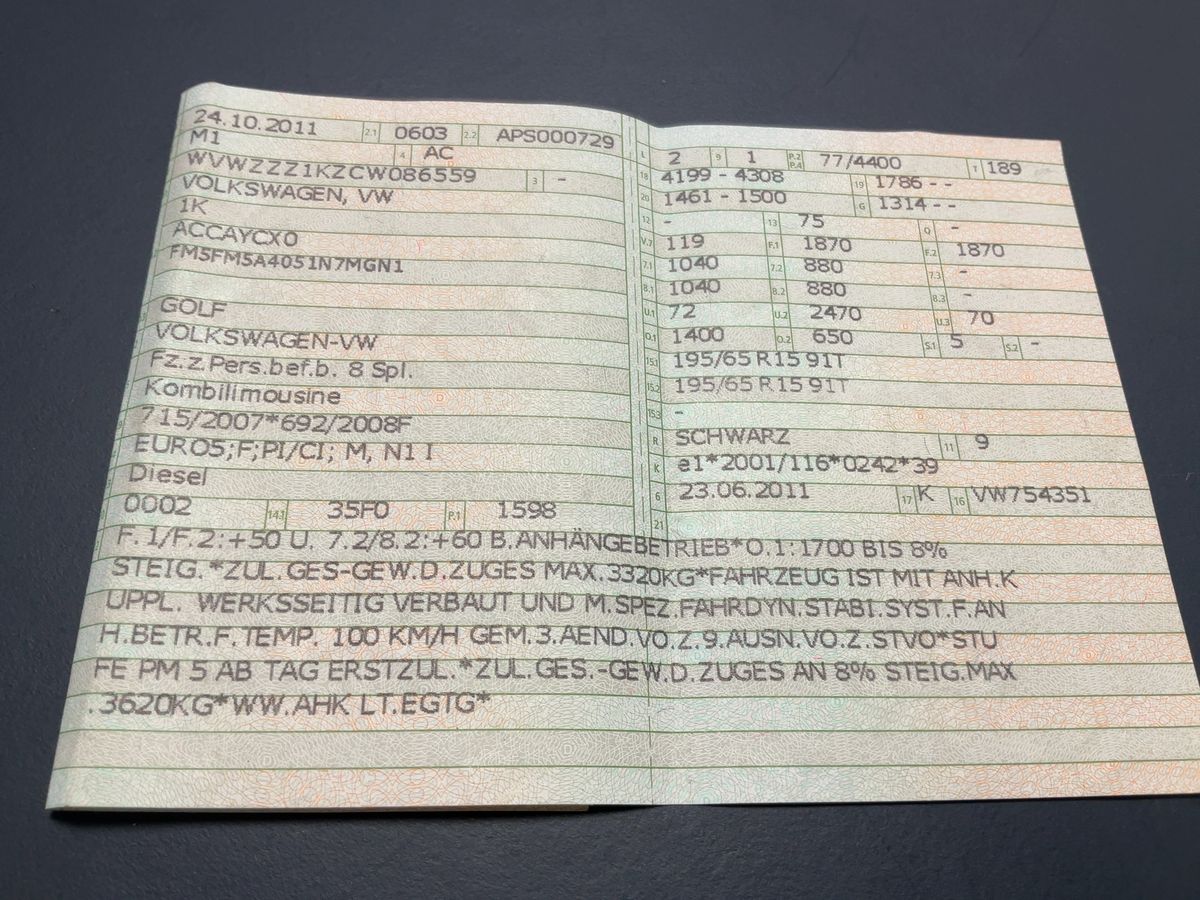 24.10.2011 2.1 0603 2.2 APS000729
M1 4 AC
WVWZZZ1KZCW086559 3 -
VOLKSWAGEN, VW
1K
ACCAYCX0
FM5FM5A4051N7MGN1
GOLF
VOLKSWAGEN-VW
Fz.z.Pers.bef.b. 8 Spl.
Kombilimousine
715/2007*692/2008F
EURO5;F;PI/CI; M, N1 I
Diesel
0002 14.1 35F0 P.1 1598
L 2 9 1 P.2 P.4 77/4400 T 189
18 4199 - 4308 19 1786 - -
20 1461 - 1500 G 1314 - -
12 - 13 75 Q -
V.7 119 F.1 1870 F.2 1870
7.1 1040 7.2 880 7.3 -
8.1 1040 8.2 880 8.3 -
U.1 72 U.2 2470 U.3 70
O.1 1400 O.2 650 S.1 5 S.2 -
15.1 195/65 R15 91T
15.2 195/65 R15 91T
15.3 -
R SCHWARZ 11 9
K e1*2001/116*0242*39
6 23.06.2011 17 K 16 VW754351
21
F.1/F.2:+50 U. 7.2/8.2:+60 B.ANHÄNGEBETRIEB*O.1:1700 BIS 8%
STEIG.*ZUL.GES-GEW.D.ZUGES MAX.3320KG*FAHRZEUG IST MIT ANH.K
UPPL. WERKSSEITIG VERBAUT UND M.SPEZ.FAHRDYN.STABI.SYST.F.AN
H.BETR.F.TEMP. 100 KM/H GEM.3.AEND.VO.Z.9.AUSN.VO.Z.STVO*STU
FE PM 5 AB TAG ERSTZUL.*ZUL.GES.-GEW.D.ZUGES AN 8% STEIG.MAX
.3620KG*WW.AHK LT.EGTG*